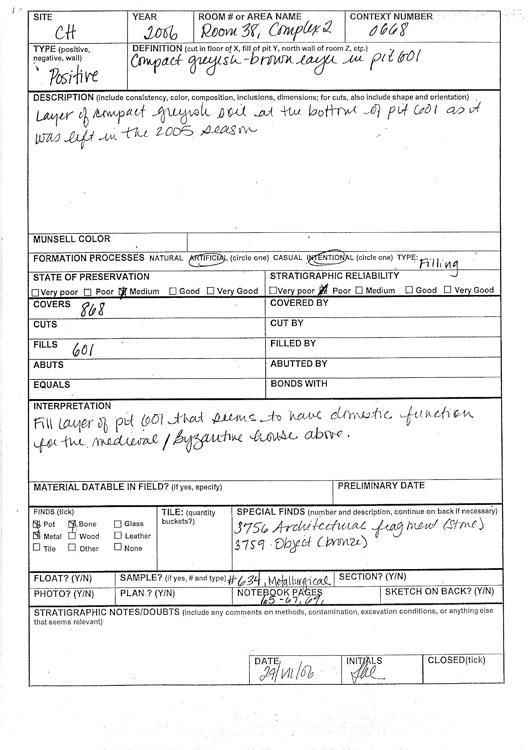 SITE
CH
YEAR
2006
ROOM # or AREA NAME
Room 38, Complex 2
CONTEXT NUMBER
0668
TYPE (positive, negative, wall)
Positive
DEFINITION (cut in floor of X, fill of pit Y, north wall of room Z, etc.)
Compact greyish-brown layer in pit 601
DESCRIPTION (include consistency, color, composition, inclusions, dimensions; for cuts, also include shape and orientation)
Layer of compact greyish soil at the bottom of pit 601 as it
was left in the 2005 season
MUNSELL COLOR
FORMATION PROCESSES NATURAL ARTIFICIAL (circle one) CASUAL INTENTIONAL (circle one) TYPE: Filling
STATE OF PRESERVATION
☐ Very poor ☐ Poor ☒ Medium ☐ Good ☐ Very Good
STRATIGRAPHIC RELIABILITY
☐ Very poor ☒ Poor ☐ Medium ☐ Good ☐ Very Good
COVERS 868
COVERED BY
CUTS
CUT BY
FILLS 601
FILLED BY
ABUTS
ABUTTED BY
EQUALS
BONDS WITH
INTERPRETATION
Fill layer of pit 601 that seems to have domestic function
for the medieval / Byzantine house above.
MATERIAL DATABLE IN FIELD? (if yes, specify)
PRELIMINARY DATE
FINDS (tick)
☒ Pot ☒ Bone ☐ Glass
☒ Metal ☐ Wood ☐ Leather
☐ Tile ☐ Other ☐ None
TILE: (quantity buckets?)
SPECIAL FINDS (number and description, continue on back if necessary)
3756 Architectural fragment (stone)
3759 Object (bronze)
FLOAT? (Y/N)
SAMPLE? (if yes, # and type) #634, Metallurgical
SECTION? (Y/N)
PHOTO? (Y/N)
PLAN ? (Y/N)
NOTEBOOK PAGES
65-67, 69,
SKETCH ON BACK? (Y/N)
STRATIGRAPHIC NOTES/DOUBTS (include any comments on methods, contamination, excavation conditions, or anything else
that seems relevant)
DATE
29/VII/06
INITIALS
CLOSED(tick)